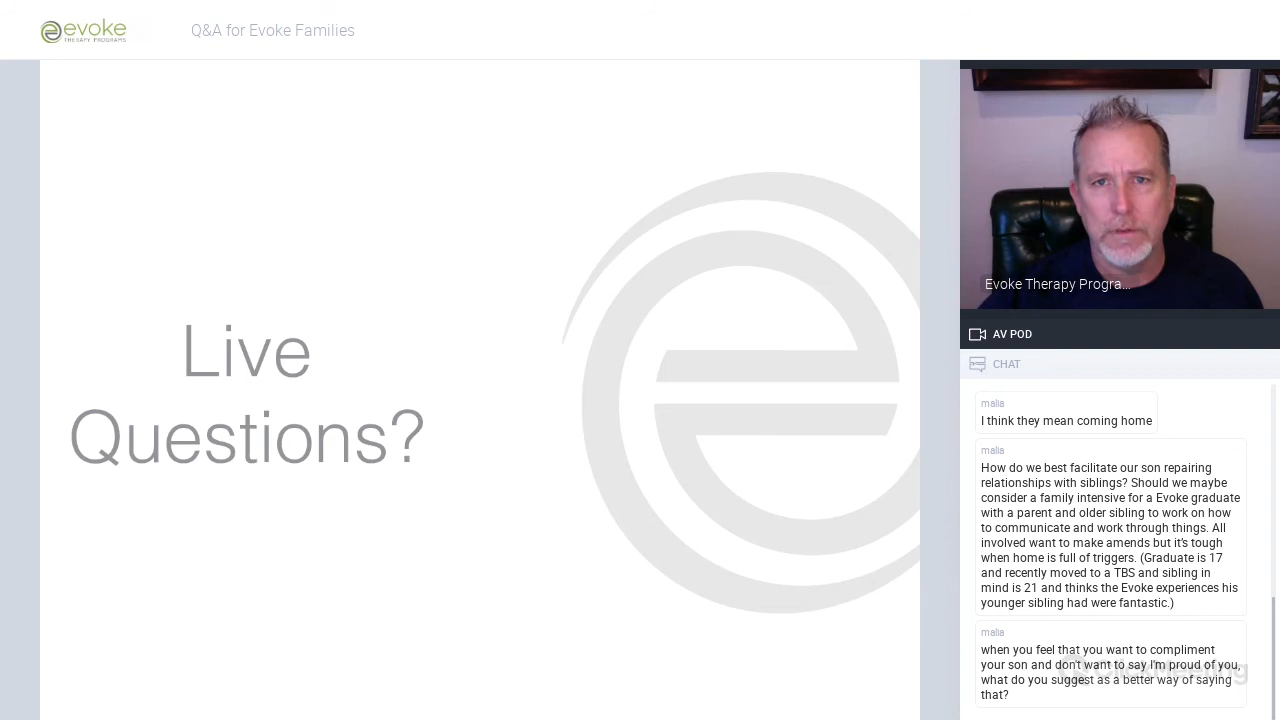 evoke
THERAPY PROGRAMS
Q&A for Evoke Families
Live
Questions?
Evoke Therapy Progra...
AV POD
CHAT
malia
I think they mean coming home
malia
How do we best facilitate our son repairing
relationships with siblings? Should we maybe
consider a family intensive for a Evoke graduate
with a parent and older sibling to work on how
to communicate and work through things. All
involved want to make amends but it's tough
when home is full of triggers. (Graduate is 17
and recently moved to a TBS and sibling in
mind is 21 and thinks the Evoke experiences his
younger sibling had were fantastic.)
malia
when you feel that you want to compliment
your son and don't want to say I'm proud of you,
what do you suggest as a better way of saying
that?
ClickMeeting